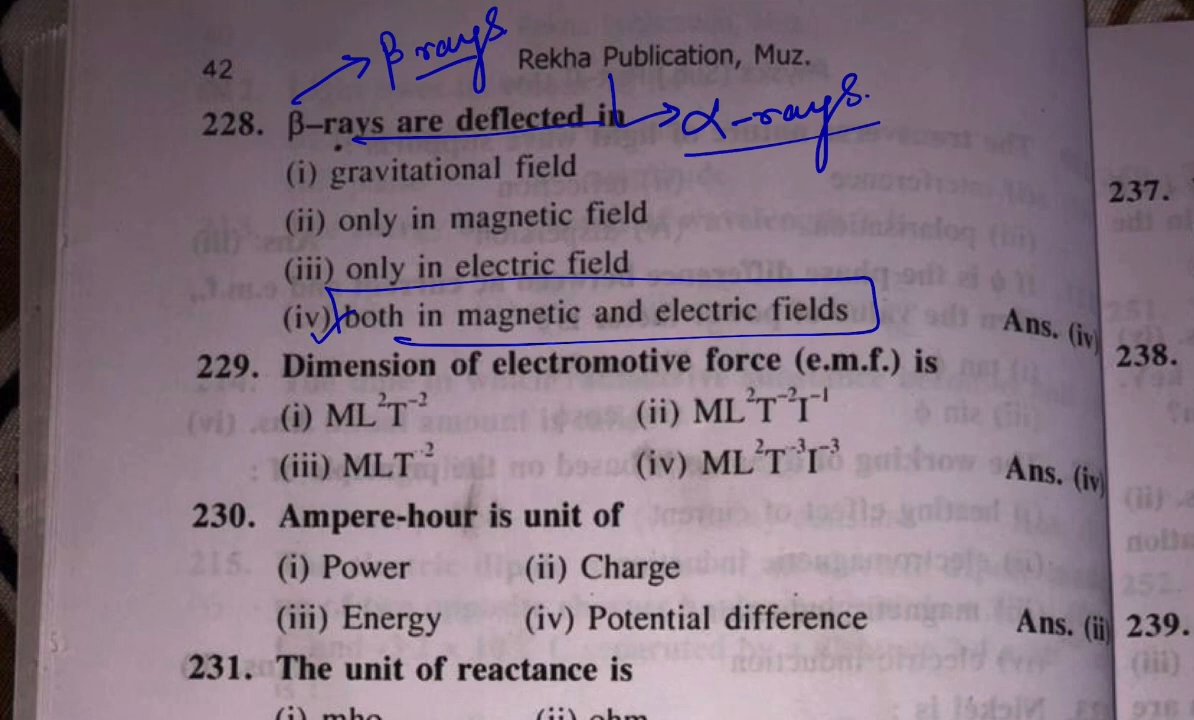 β rays
42 Rekha Publication, Muz.
228. β–rays are deflected in
α-rays.
(i) gravitational field
(ii) only in magnetic field
(iii) only in electric field
(iv) both in magnetic and electric fields
Ans. (iv)
229. Dimension of electromotive force (e.m.f.) is
(i) ML²T⁻² (ii) ML²T⁻²I⁻¹
(iii) MLT⁻² (iv) ML²T⁻³I⁻³
Ans. (iv)
230. Ampere-hour is unit of
(i) Power (ii) Charge
(iii) Energy (iv) Potential difference
Ans. (ii)
231. The unit of reactance is
(i) mho (ii) ohm
237.
238.
239.